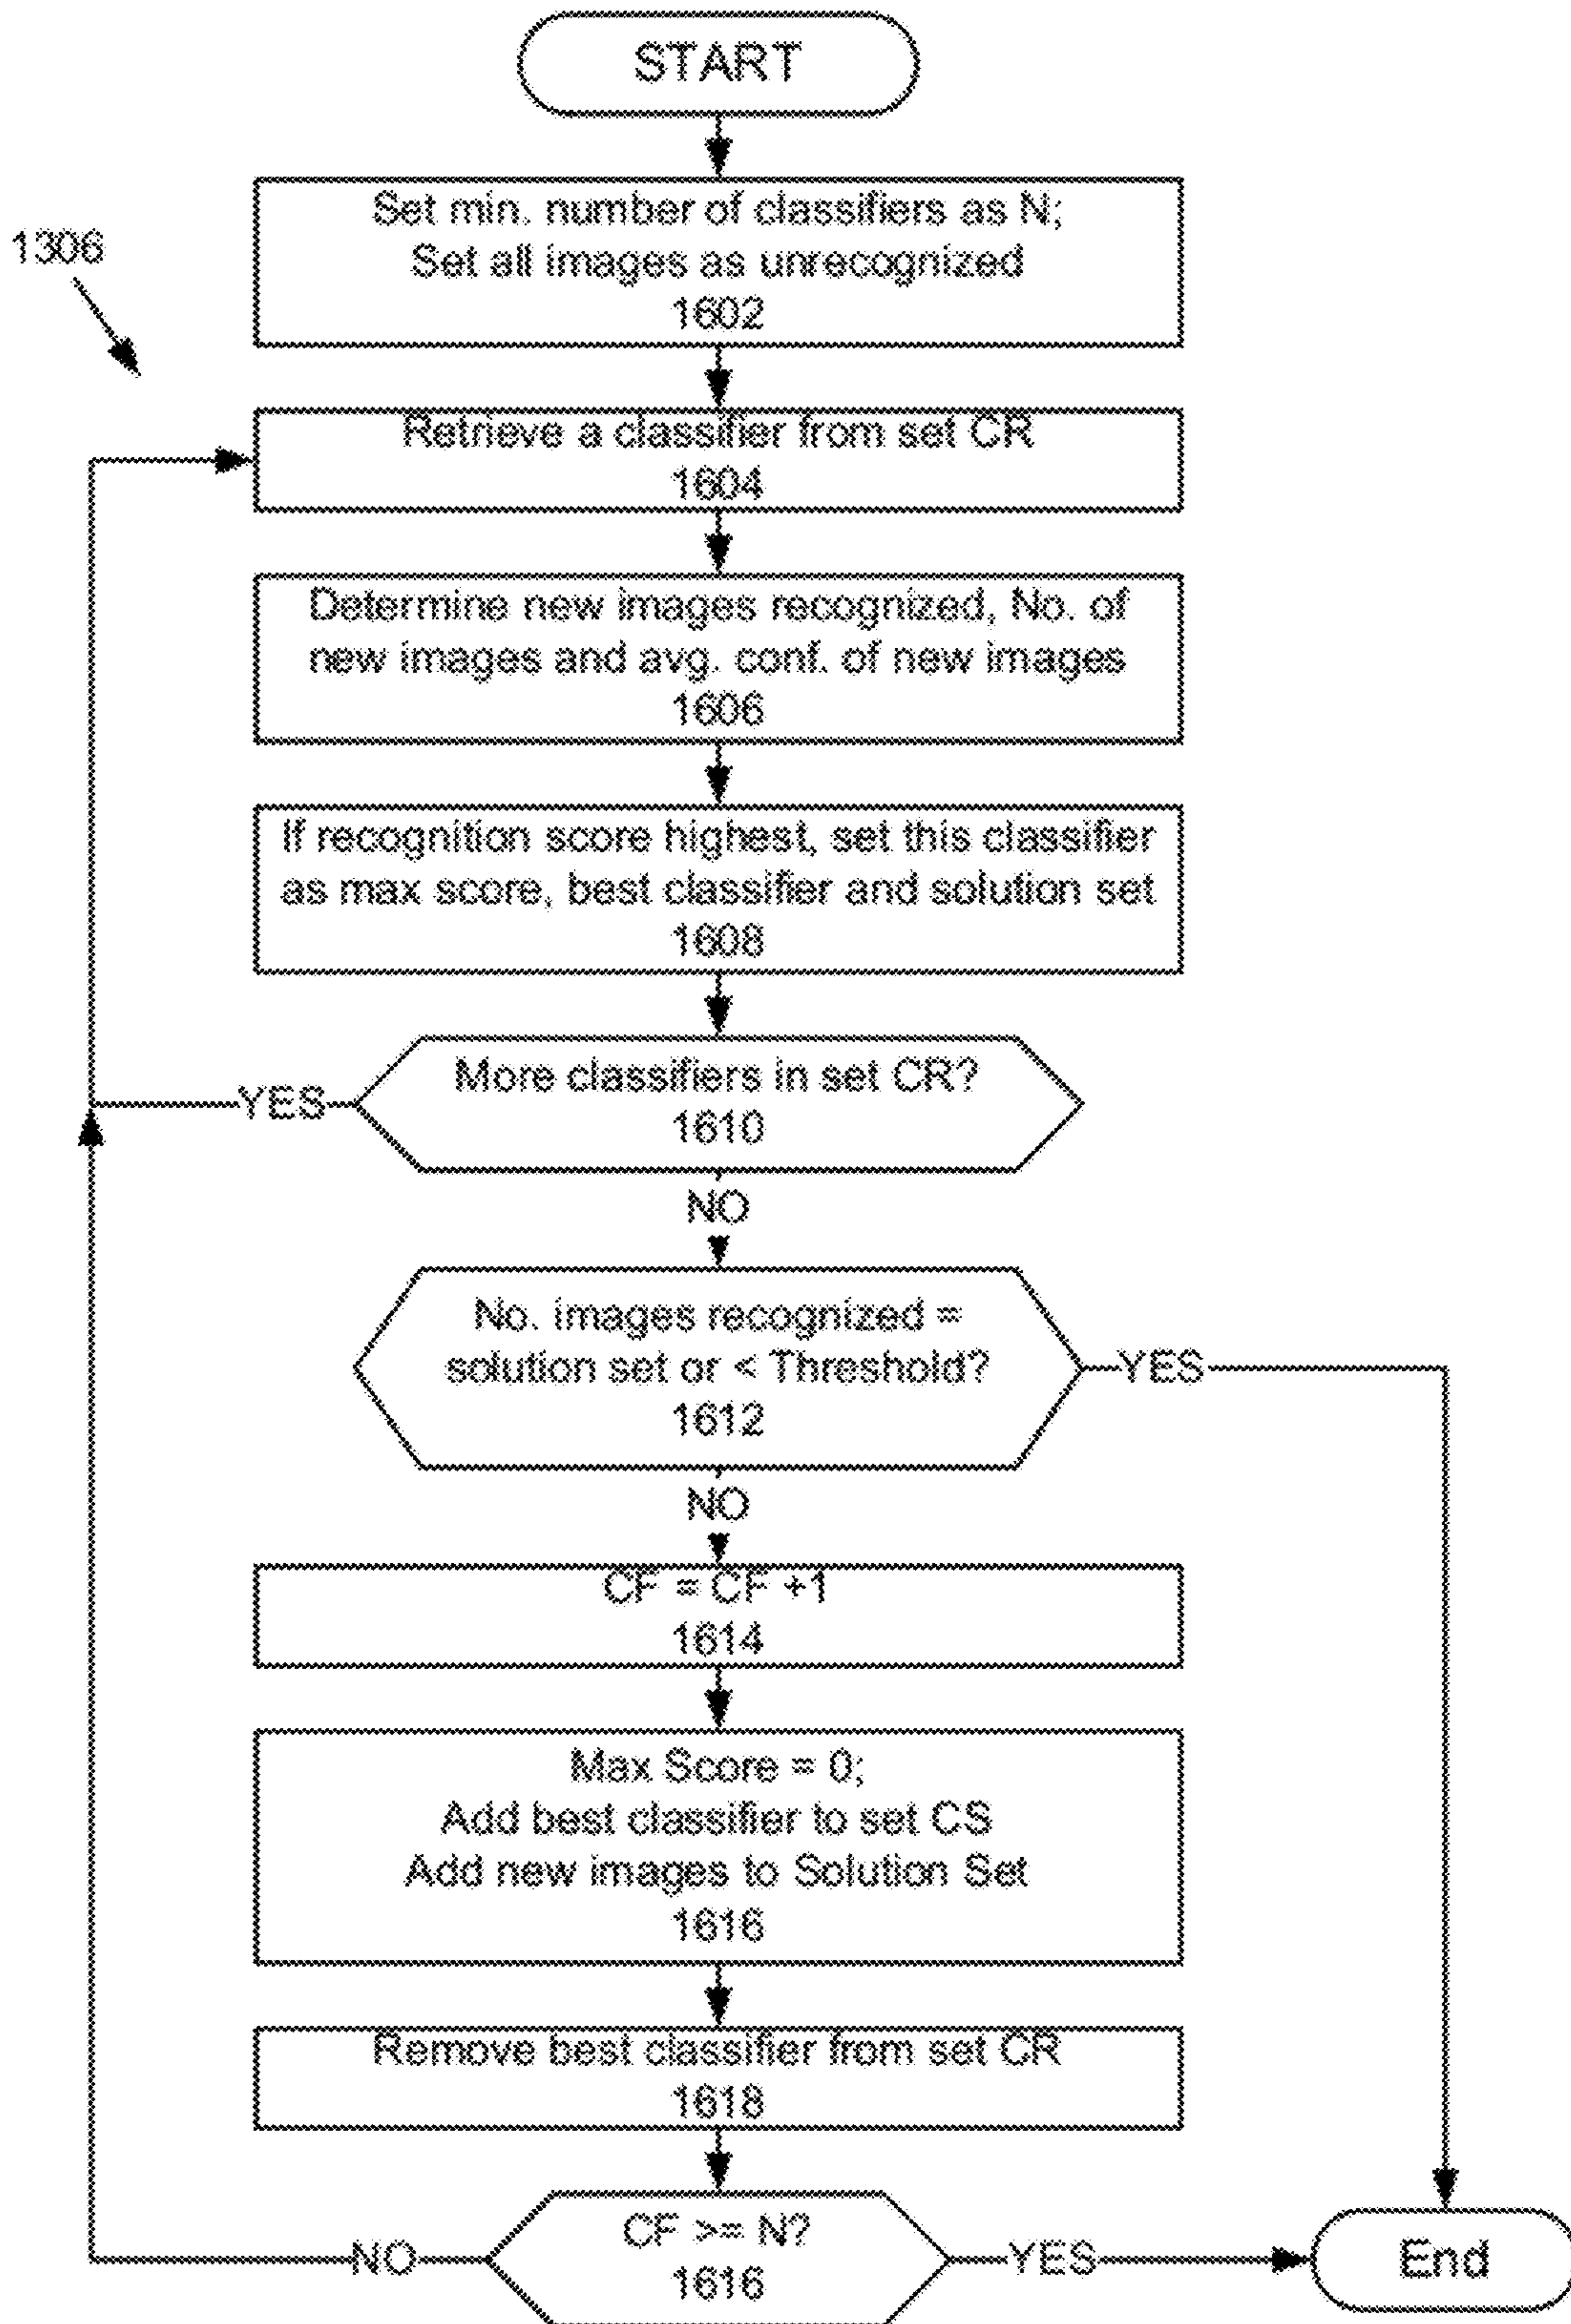 START
Set min. number of classifiers as N;
Set all images as unrecognized
1602
1306
Retrieve a classifier from set CR
1604
Determine new images recognized, No. of
new images and avg. conf. of new images
1606
If recognition score highest, set this classifier
as max score, best classifier and solution set
1608
More classifiers in set CR?
1610
YES
NO
No. images recognized =
solution set or < Threshold?
1612
YES
NO
CF = CF +1
1614
Max Score = 0;
Add best classifier to set CS
Add new images to Solution Set
1616
Remove best classifier from set CR
1618
CF >= N?
1616
NO
YES
End